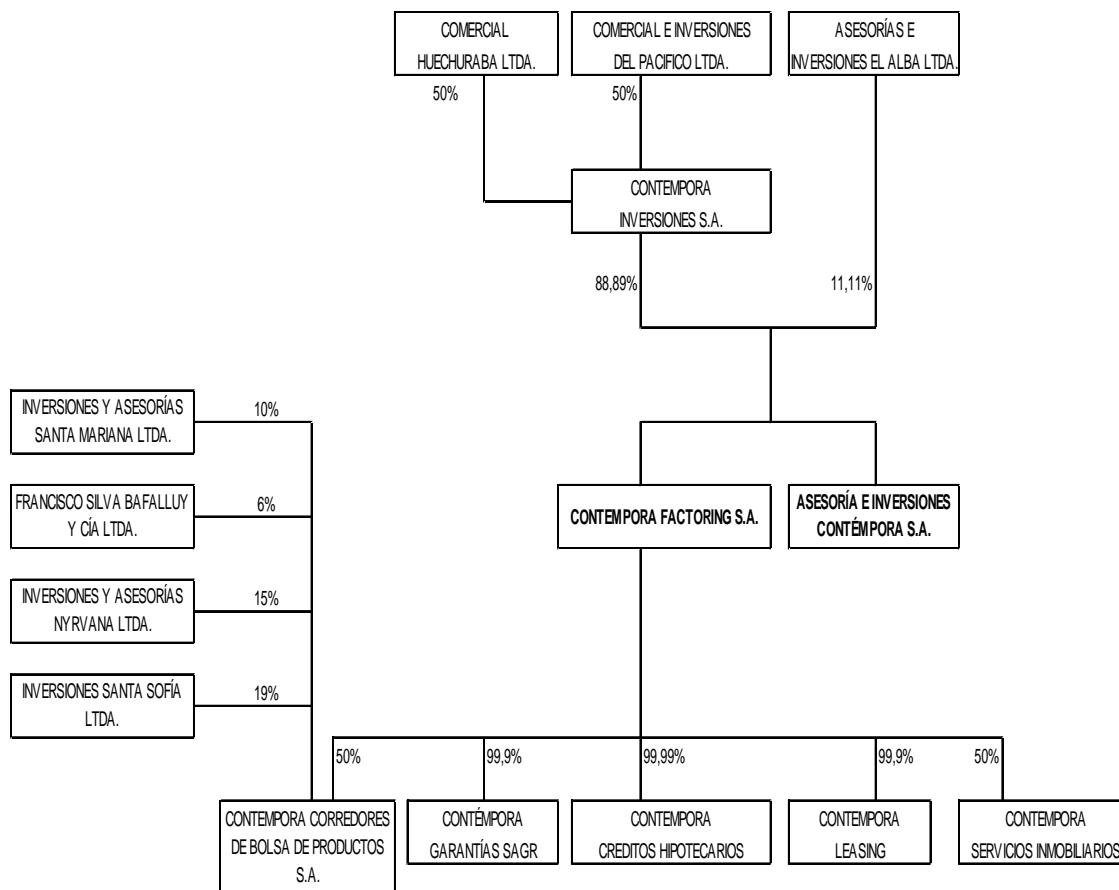 COMERCIAL
HUECHURABA LTDA.
COMERCIAL E INVERSIONES
DEL PACIFICO LTDA.
ASESORÍAS E
INVERSIONES EL ALBA LTDA.
50%
50%
CONTEMPORA
INVERSIONES S.A.
88,89%
11,11%
INVERSIONES Y ASESORÍAS
SANTA MARIANA LTDA.
10%
FRANCISCO SILVA BAFALLUY
Y CÍA LTDA.
6%
CONTEMPORA FACTORING S.A.
ASESORÍA E INVERSIONES
CONTÉMPORA S.A.
INVERSIONES Y ASESORÍAS
NYRVANA LTDA.
15%
INVERSIONES SANTA SOFÍA
LTDA.
19%
50%
99,9%
99,99%
99,9%
50%
CONTEMPORA CORREDORES
DE BOLSA DE PRODUCTOS
S.A.
CONTÉMPORA
GARANTÍAS SAGR
CONTEMPORA
CREDITOS HIPOTECARIOS
CONTEMPORA
LEASING
CONTEMPORA
SERVICIOS INMOBILIARIOS